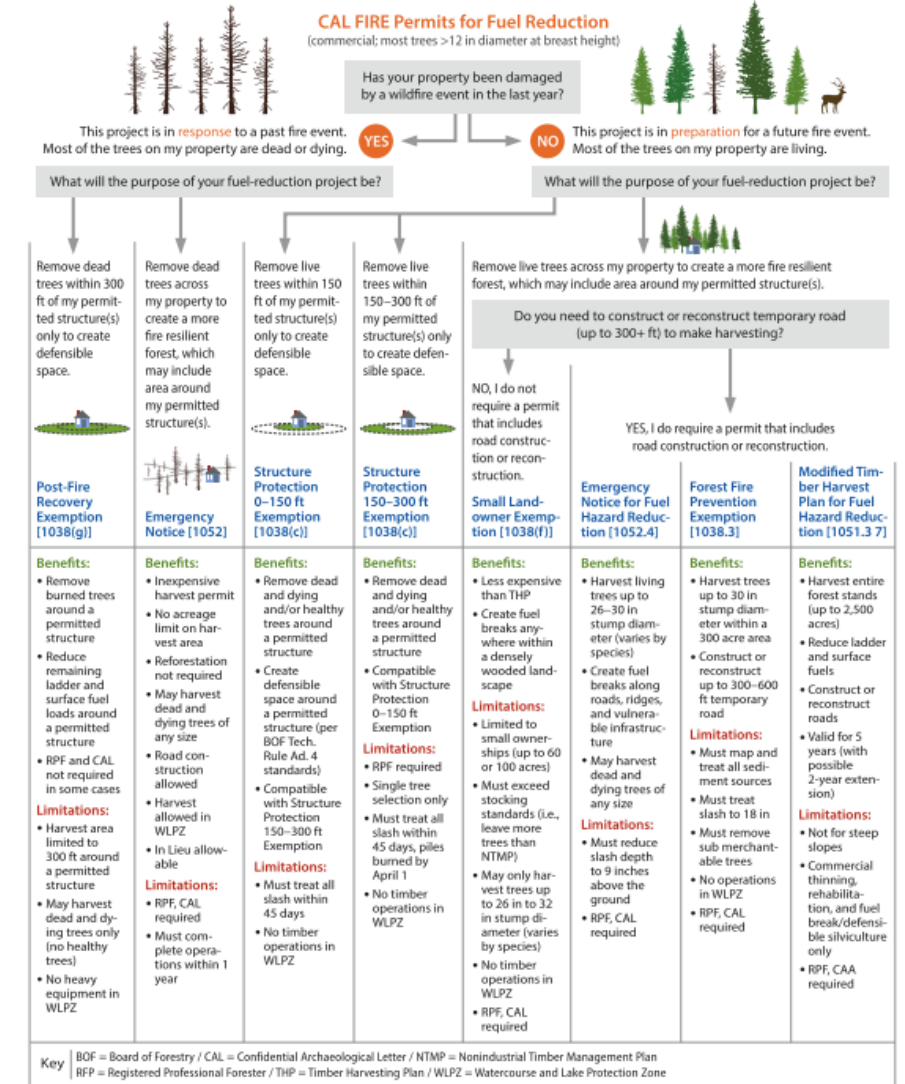 CAL FIRE Permits for Fuel Reduction
(commercial; most trees >12 in diameter at breast height)
Has your property been damaged
by a wildfire event in the last year?
This project is in response to a past fire event.
Most of the trees on my property are dead or dying.
YES
NO
This project is in preparation for a future fire event.
Most of the trees on my property are living.
What will the purpose of your fuel-reduction project be?
What will the purpose of your fuel-reduction project be?
Remove dead
trees within 300
ft of my permit-
ted structure(s)
only to create
defensible
space.
Post-Fire
Recovery
Exemption
[1038(g)]
Benefits:
• Remove
burned trees
around a
permitted
structure
• Reduce
remaining
ladder and
surface fuel
loads around
a permitted
structure
• RPF and CAL
not required
in some cases
Limitations:
• Harvest area
limited to
300 ft around
a permitted
structure
• May harvest
dead and dy-
ing trees only
(no healthy
trees)
• No heavy
equipment in
WLPZ
Remove dead
trees across
my property to
create a more
fire resilient
forest, which
may include
area around
my permitted
structure(s).
Emergency
Notice [1052]
Benefits:
• Inexpensive
harvest permit
• No acreage
limit on har-
vest area
• Reforestation
not required
• May harvest
dead and
dying trees of
any size
• Road con-
struction
allowed
• Harvest
allowed in
WLPZ
• In Lieu allow-
able
Limitations:
• RPF, CAL
required
• Must com-
plete opera-
tions within 1
year
Remove live
trees within 150
ft of my permit-
ted structure(s)
only to create
defensible
space.
Structure
Protection
0–150 ft
Exemption
[1038(c)]
Benefits:
• Remove dead
and dying
and/or healthy
trees around
a permitted
structure
• Create
defensible
space around
a permitted
structure (per
BOF Tech.
Rule Ad. 4
standards)
• Compatible
with Structure
Protection
150–300 ft
Exemption
Limitations:
• Must treat all
slash within
45 days
• No timber
operations in
WLPZ
Remove live
trees within
150–300 ft of
my permitted
structure(s) only
to create defen-
sible space.
Structure
Protection
150–300 ft
Exemption
[1038(c)]
Benefits:
• Remove dead
and dying
and/or healthy
trees around
a permitted
structure
• Compatible
with Structure
Protection
0–150 ft
Exemption
Limitations:
• RPF required
• Single tree
selection only
• Must treat all
slash within
45 days, piles
burned by
April 1
• No timber
operations in
WLPZ
Remove live trees across my property to create a more fire resilient
forest, which may include area around my permitted structure(s).
Do you need to construct or reconstruct temporary road
(up to 300+ ft) to make harvesting?
NO, I do not
require a permit
that includes
road construc-
tion or recon-
struction.
Small Land-
owner Exemp-
tion [1038(f)]
Benefits:
• Less expensive
than THP
• Create fuel
breaks any-
where within
a densely
wooded land-
scape
Limitations:
• Limited to
small owner-
ships (up to 60
or 100 acres)
• Must exceed
stocking
standards (i.e.,
leave more
trees than
NTMP)
• May only har-
vest trees up
to 26 in to 32
in stump di-
ameter (varies
by species)
• No timber
operations in
WLPZ
• RPF, CAL
required
YES, I do require a permit that includes
road construction or reconstruction.
Emergency
Notice for Fuel
Hazard Reduc-
tion [1052.4]
Benefits:
• Harvest living
trees up to
26–30 in
stump diam-
eter (varies by
species)
• Create fuel
breaks along
roads, ridges,
and vulnera-
ble infrastruc-
ture
• May harvest
dead and
dying trees of
any size
Limitations:
• Must reduce
slash depth
to 9 inches
above the
ground
• RPF, CAL
required
Forest Fire
Prevention
Exemption
[1038.3]
Benefits:
• Harvest trees
up to 30 in
stump diam-
eter within a
300 acre area
• Construct or
reconstruct
up to 300–600
ft temporary
road
Limitations:
• Must map and
treat all sedi-
ment sources
• Must treat
slash to 18 in
• Must remove
sub merchant-
able trees
• No operations
in WLPZ
• RPF, CAL
required
Modified Tim-
ber Harvest
Plan for Fuel
Hazard Reduc-
tion [1051.3 7]
Benefits:
• Harvest entire
forest stands
(up to 2,500
acres)
• Reduce ladder
and surface
fuels
• Construct or
reconstruct
roads
• Valid for 5
years (with
possible
2-year exten-
sion)
Limitations:
• Not for steep
slopes
• Commercial
thinning,
rehabilita-
tion, and fuel
break/defensi-
ble silviculture
only
• RPF, CAA
required
Key
BOF = Board of Forestry / CAL = Confidential Archaeological Letter / NTMP = Nonindustrial Timber Management Plan
RFP = Registered Professional Forester / THP = Timber Harvesting Plan / WLPZ = Watercourse and Lake Protection Zone